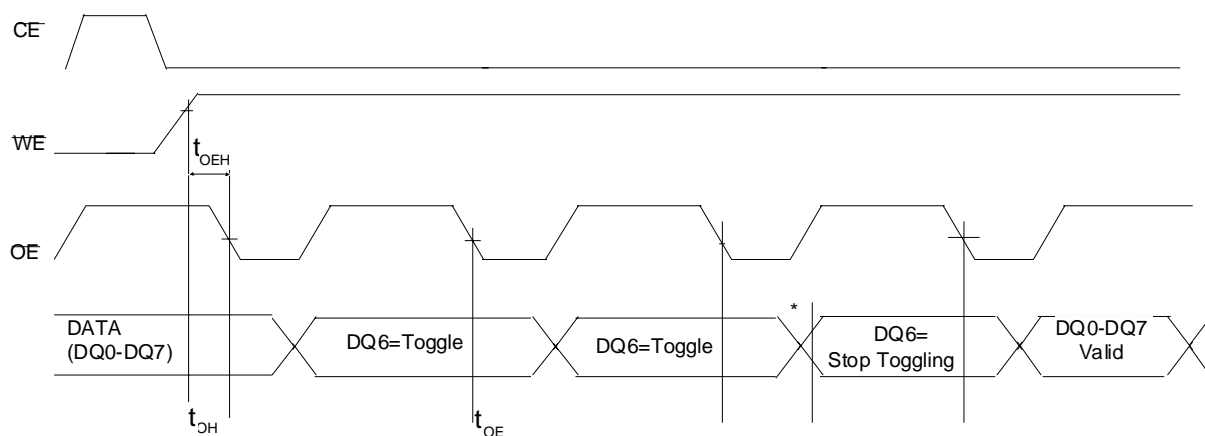 CE
WE
tOEH
OE
*
DATA
(DQ0-DQ7)
DQ6=Toggle
DQ6=Toggle
DQ6=
Stop Toggling
DQ0-DQ7
Valid
tOH
tOE